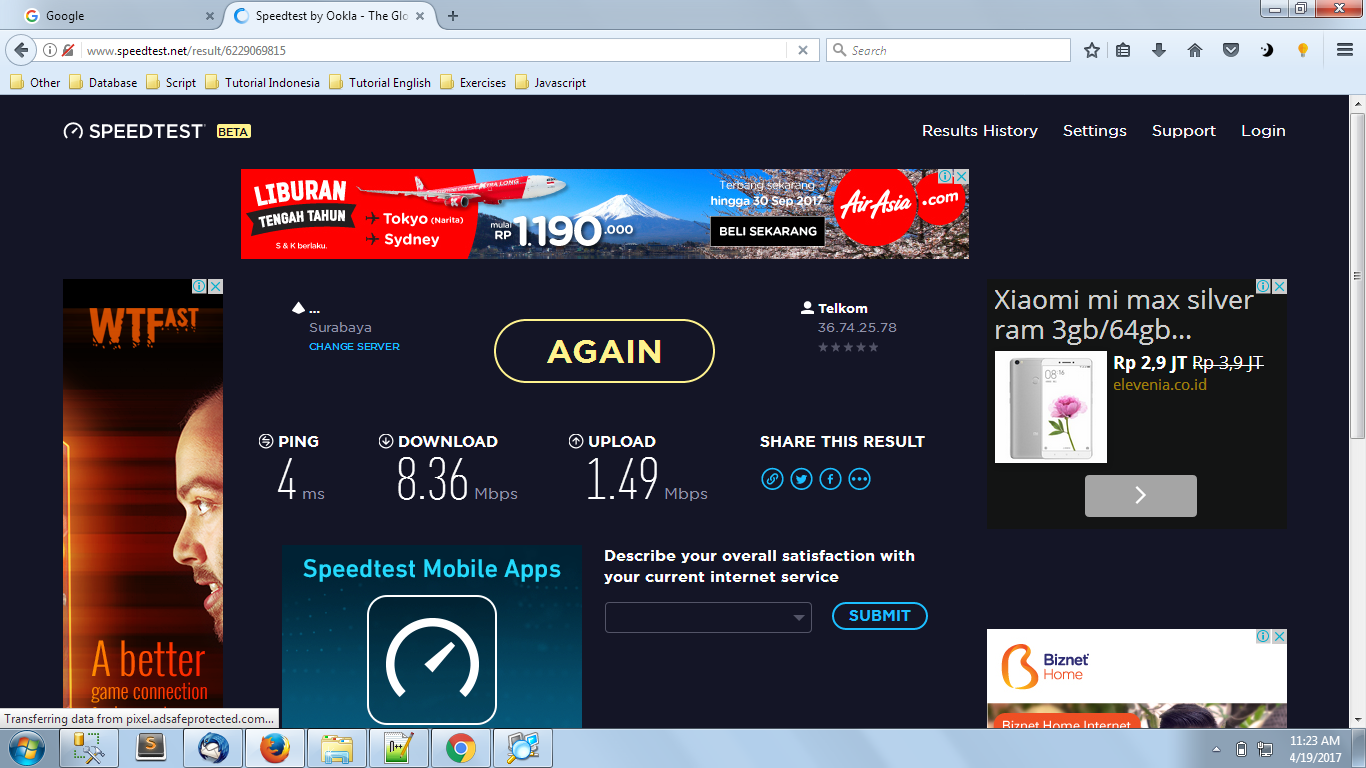 Google
Speedtest by Ookla - The Glo
www.speedtest.net/result/6229069815
Search
Other
Database
Script
Tutorial Indonesia
Tutorial English
Exercises
Javascript
SPEEDTEST
BETA
Results History
Settings
Support
Login
LIBURAN
TENGAH TAHUN
S & K berlaku.
Tokyo (Narita)
Sydney
mulai
RP 1.190.000
Terbang sekarang
hingga 30 Sep 2017
BELI SEKARANG
AirAsia.com
WTFAST
A better
game connection
...
Surabaya
CHANGE SERVER
AGAIN
Telkom
36.74.25.78
Xiaomi mi max silver
ram 3gb/64gb...
08:16
Rp 2,9 JT Rp 3,9 JT
elevenia.co.id
PING
4 ms
DOWNLOAD
8.36 Mbps
UPLOAD
1.49 Mbps
SHARE THIS RESULT
Speedtest Mobile Apps
Describe your overall satisfaction with
your current internet service
SUBMIT
Biznet
Home
Biznet Home Internet
Transferring data from pixel.adsafeprotected.com...
11:23 AM
4/19/2017